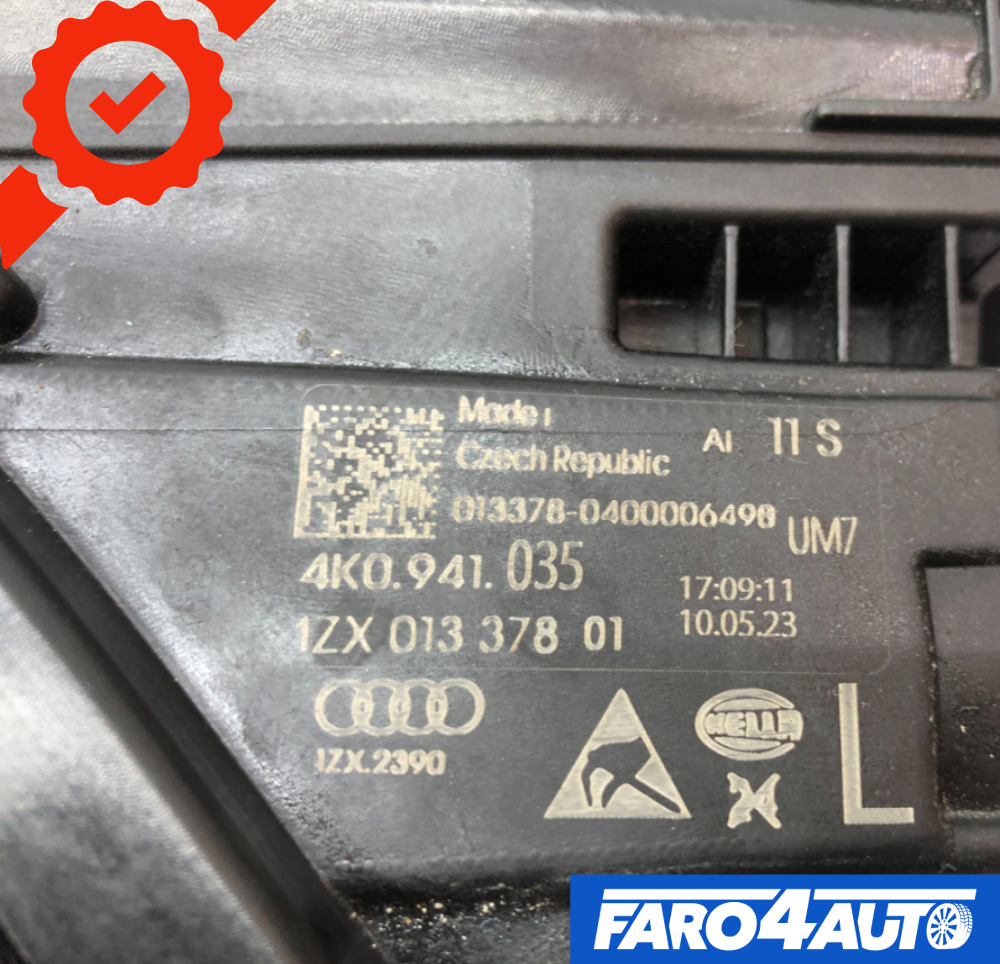 Made I
Czech Republic
AI 11 S
013378-0400006498
UM7
4K0.941.035
17:09:11
1ZX 013 378 01
10.05.23
1ZX.2390
HELLA
24
L
FARO4AUTO